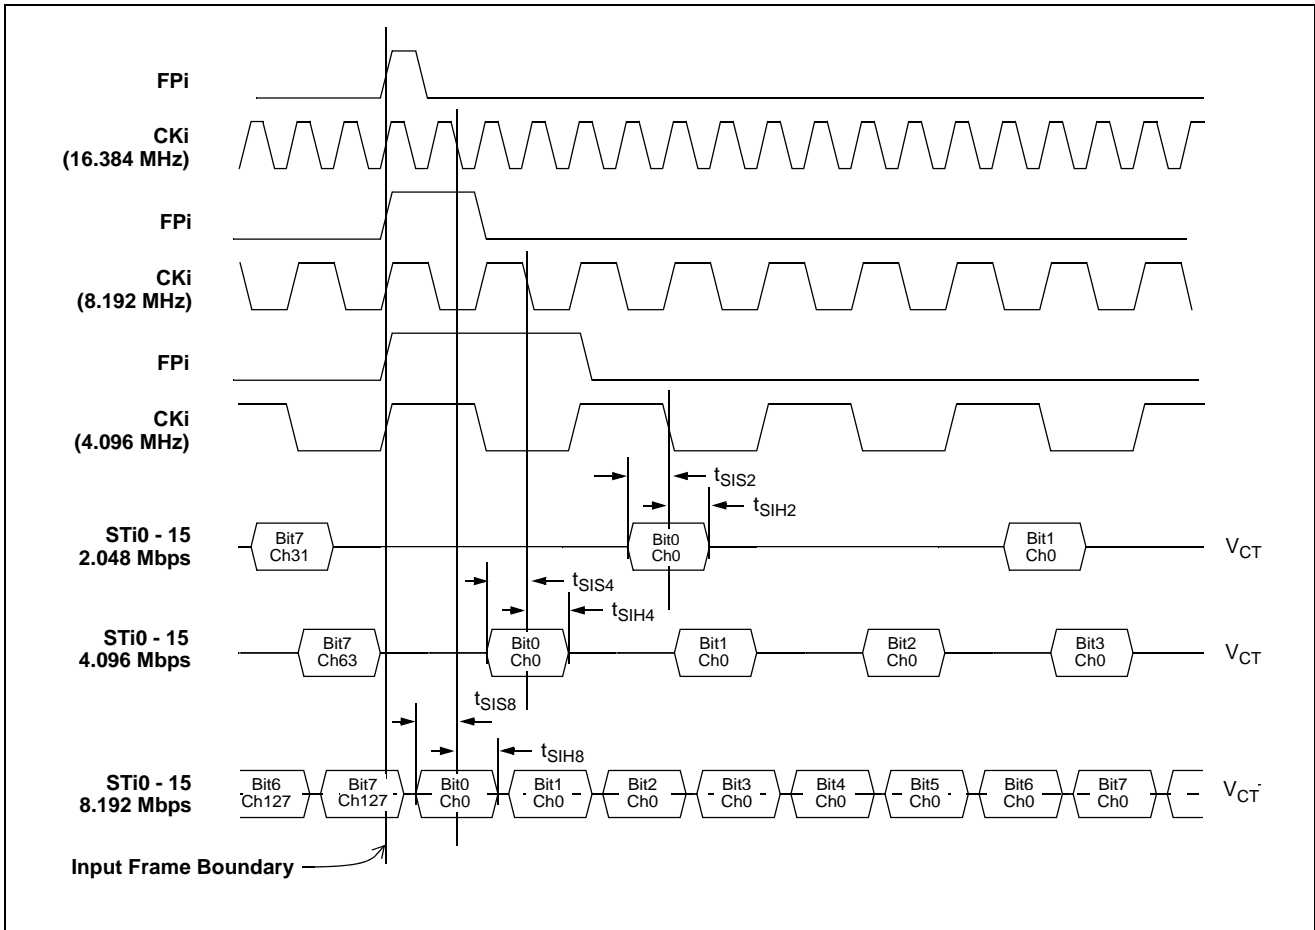 FPi
CKi
(16.384 MHz)
FPi
CKi
(8.192 MHz)
FPi
CKi
(4.096 MHz)
tSIS2
tSIH2
STi0 - 15
2.048 Mbps
Bit7
Ch31
Bit0
Ch0
Bit1
Ch0
VCT
tSIS4
tSIH4
STi0 - 15
4.096 Mbps
Bit7
Ch63
Bit0
Ch0
Bit1
Ch0
Bit2
Ch0
Bit3
Ch0
VCT
tSIS8
tSIH8
STi0 - 15
8.192 Mbps
Bit6
Ch127
Bit7
Ch127
Bit0
Ch0
Bit1
Ch0
Bit2
Ch0
Bit3
Ch0
Bit4
Ch0
Bit5
Ch0
Bit6
Ch0
Bit7
Ch0
VCT
Input Frame Boundary